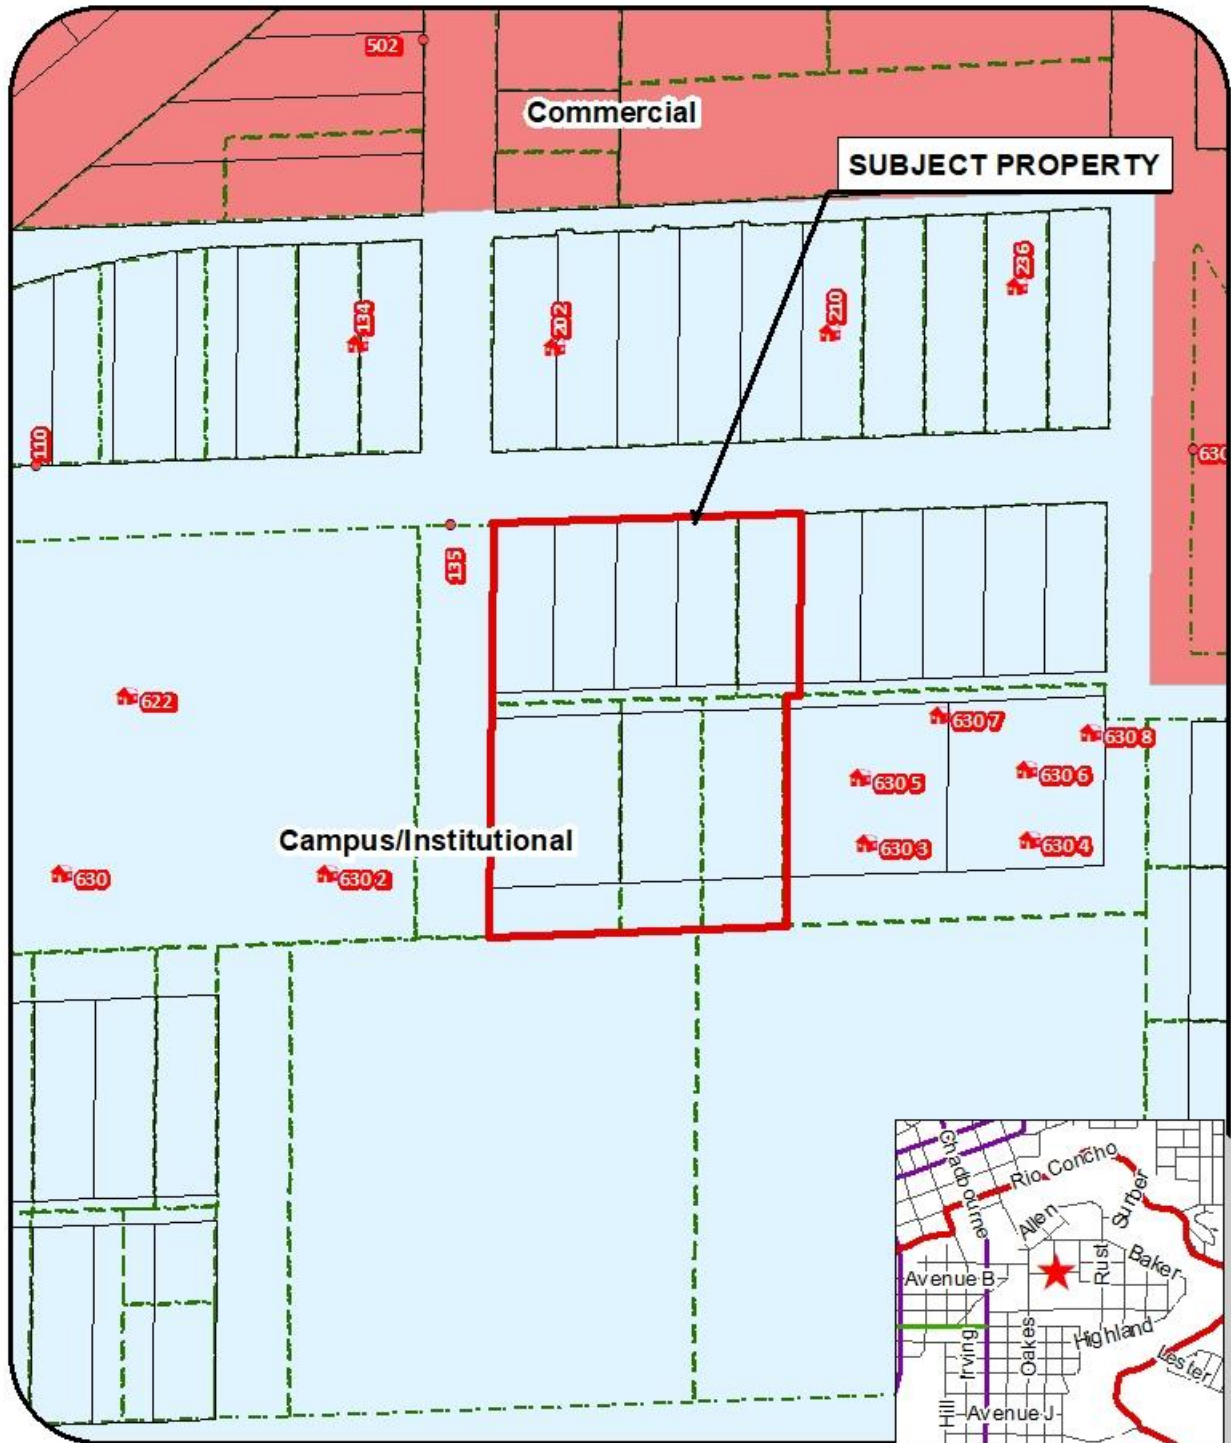 502
Commercial
SUBJECT PROPERTY
236
134
202
210
110
630
135
622
630 7
630 8
630 5
630 6
Campus/Institutional
630 3
630 4
630
630 2
Chadbourne
Rio Concho
Allen
Surber
Rust
Baker
Avenue B
Irving
Oakes
Highland
Lester
Hill
Avenue J